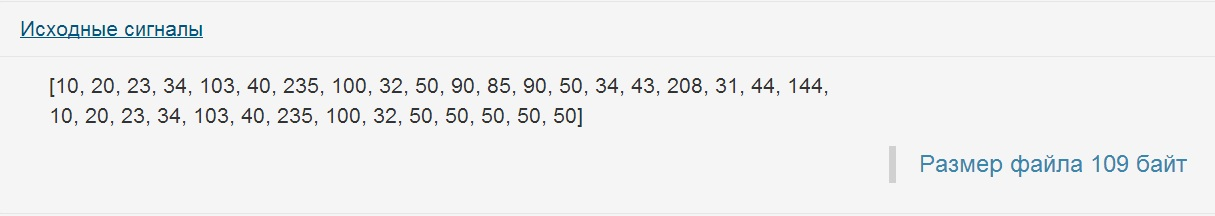 Исходные сигналы
[10, 20, 23, 34, 103, 40, 235, 100, 32, 50, 90, 85, 90, 50, 34, 43, 208, 31, 44, 144,
10, 20, 23, 34, 103, 40, 235, 100, 32, 50, 50, 50, 50, 50]
Размер файла 109 байт